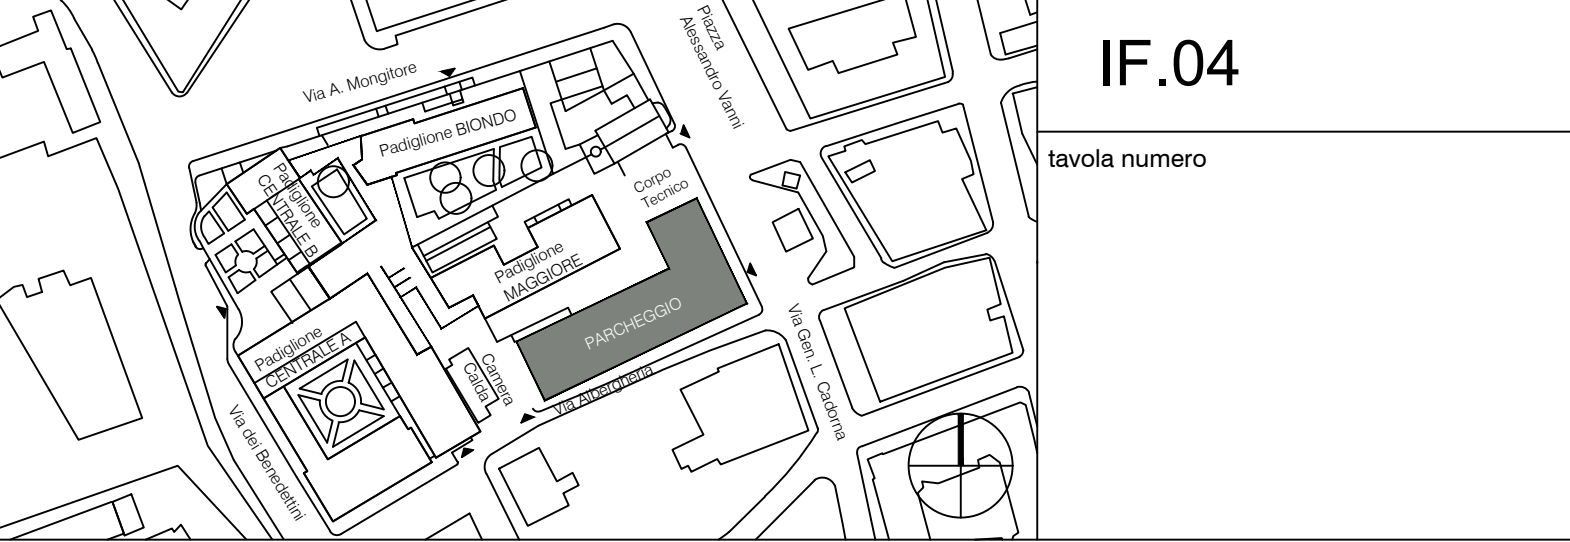 Piazza
Alessandro Vanni
Via A. Mongitore
Padiglione BIONDO
Padiglione
CENTRALE B
Corpo
Tecnico
Padiglione
MAGGIORE
PARCHEGGIO
Padiglione
CENTRALE A
Camera
Calda
Via Albergheria
Via Gen. L. Cadorna
Via dei Benedettini
IF.04
tavola numero